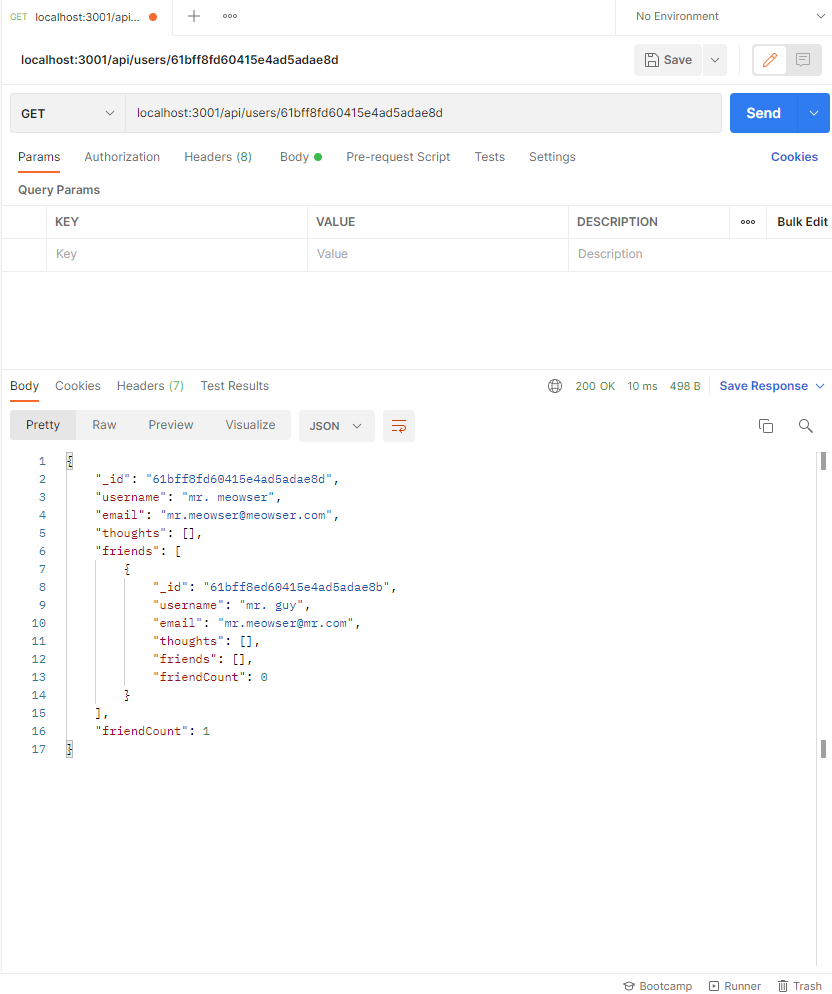 GET localhost:3001/api... No Environment
localhost:3001/api/users/61bff8fd60415e4ad5adae8d Save
GET localhost:3001/api/users/61bff8fd60415e4ad5adae8d Send
Params Authorization Headers (8) Body Pre-request Script Tests Settings Cookies
Query Params
KEY VALUE DESCRIPTION Bulk Edit
Key Value Description
Body Cookies Headers (7) Test Results 200 OK 10 ms 498 B Save Response
Pretty Raw Preview Visualize JSON
1 {
2 "_id": "61bff8fd60415e4ad5adae8d",
3 "username": "mr. meowser",
4 "email": "mr.meowser@meowser.com",
5 "thoughts": [],
6 "friends": [
7 {
8 "_id": "61bff8ed60415e4ad5adae8b",
9 "username": "mr. guy",
10 "email": "mr.meowser@mr.com",
11 "thoughts": [],
12 "friends": [],
13 "friendCount": 0
14 }
15 ],
16 "friendCount": 1
17 }
Bootcamp Runner Trash